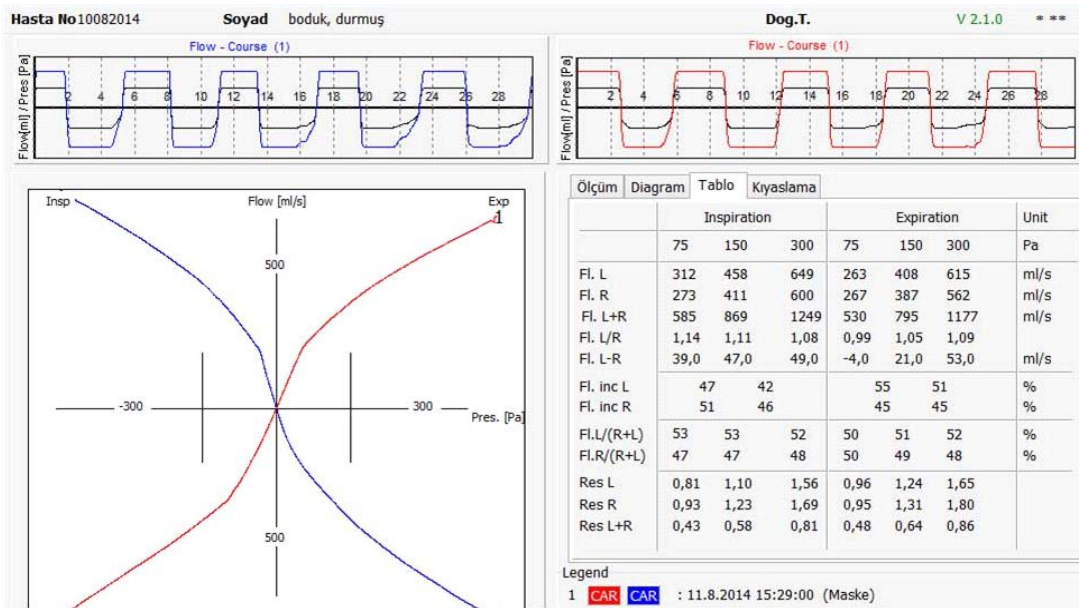 Hasta No 10082014 Soyad boduk, durmuş Dog.T. V 2.1.0 * **
Flow - Course (1)
Flow[ml] / Pres [Pa]
2 4 6 8 10 12 14 16 18 20 22 24 26 28
Flow - Course (1)
Flow[ml] / Pres [Pa]
2 4 6 8 10 12 14 16 18 20 22 24 26 28
Insp Flow [ml/s] Exp
1
500
-300 300 Pres. [Pa]
500
Ölçüm Diagram Tablo Kıyaslama
Inspiration Expiration Unit
75 150 300 75 150 300 Pa
Fl. L 312 458 649 263 408 615 ml/s
Fl. R 273 411 600 267 387 562 ml/s
Fl. L+R 585 869 1249 530 795 1177 ml/s
Fl. L/R 1,14 1,11 1,08 0,99 1,05 1,09
Fl. L-R 39,0 47,0 49,0 -4,0 21,0 53,0 ml/s
Fl. inc L 47 42 55 51 %
Fl. inc R 51 46 45 45 %
Fl.L/(R+L) 53 53 52 50 51 52 %
Fl.R/(R+L) 47 47 48 50 49 48 %
Res L 0,81 1,10 1,56 0,96 1,24 1,65
Res R 0,93 1,23 1,69 0,95 1,31 1,80
Res L+R 0,43 0,58 0,81 0,48 0,64 0,86
Legend
1 CAR CAR : 11.8.2014 15:29:00 (Maske)